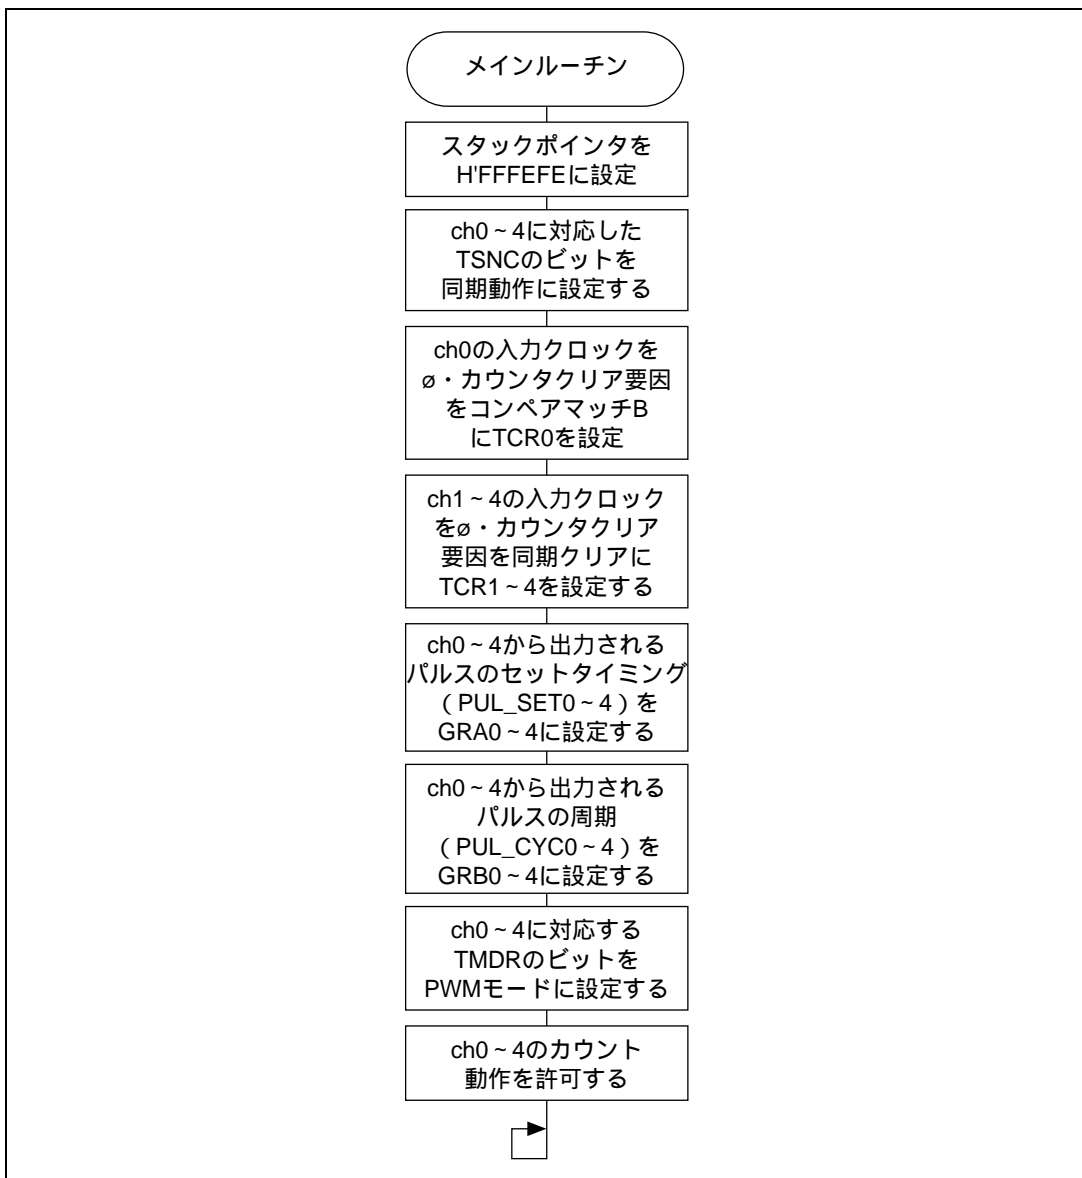 メインルーチン
スタックポインタを
H'FFFEFEに設定
ch0~4に対応した
TSNCのビットを
同期動作に設定する
ch0の入力クロックを
ø・カウンタクリア要因
をコンペアマッチB
にTCR0を設定
ch1~4の入力クロック
をø・カウンタクリア
要因を同期クリアに
TCR1~4を設定する
ch0~4から出力される
パルスのセットタイミング
（PUL_SET0~4）を
GRA0~4に設定する
ch0~4から出力される
パルスの周期
（PUL_CYC0~4）を
GRB0~4に設定する
ch0~4に対応する
TMDRのビットを
PWMモードに設定する
ch0~4のカウント
動作を許可する